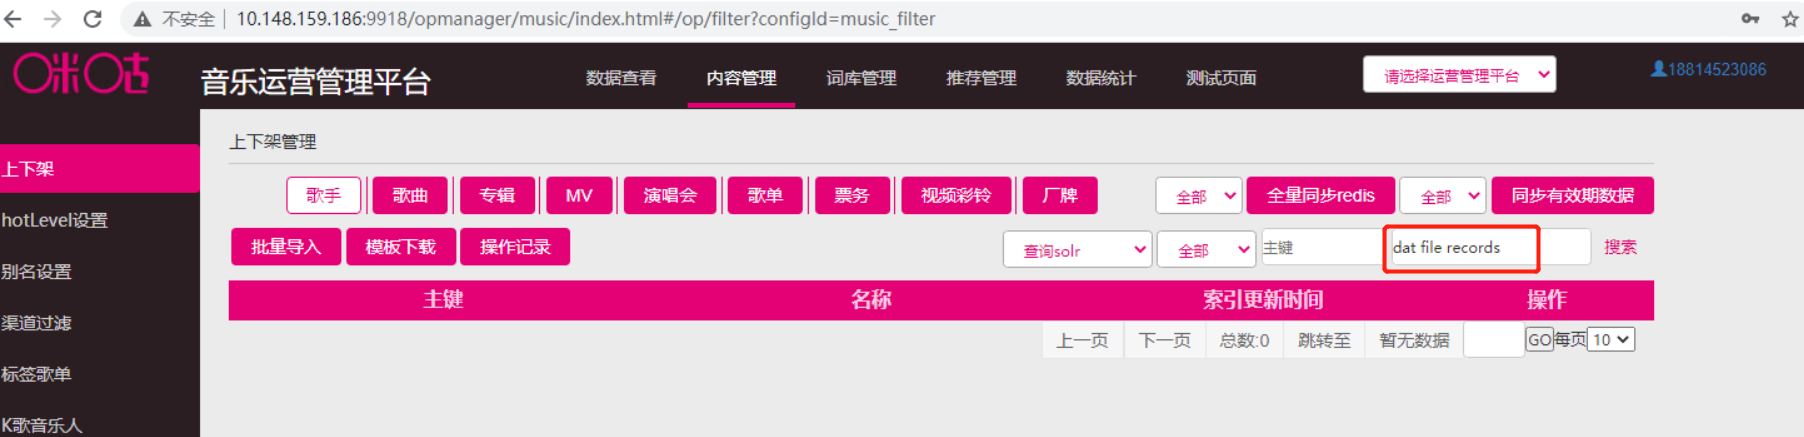 不安全 | 10.148.159.186:9918/opmanager/music/index.html#/op/filter?configId=music_filter
咪咕 音乐运营管理平台 数据查看 内容管理 词库管理 推荐管理 数据统计 测试页面 请选择运营管理平台 18814523086
上下架管理
上下架
hotLevel设置
别名设置
渠道过滤
标签歌单
K歌音乐人
歌手 歌曲 专辑 MV 演唱会 歌单 票务 视频彩铃 厂牌 全部 全量同步redis 全部 同步有效期数据
批量导入 模板下载 操作记录 查询solr 全部 主键 dat file records 搜索
主键 名称 索引更新时间 操作
上一页 下一页 总数:0 跳转至 暂无数据 GO 每页 10